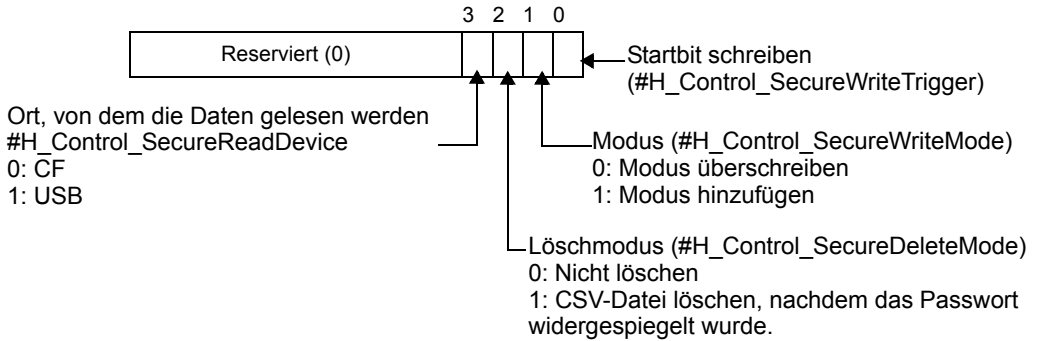 3 2 1 0
Reserviert (0)
Startbit schreiben
(#H_Control_SecureWriteTrigger)
Ort, von dem die Daten gelesen werden
#H_Control_SecureReadDevice
0: CF
1: USB
Modus (#H_Control_SecureWriteMode)
0: Modus überschreiben
1: Modus hinzufügen
Löschmodus (#H_Control_SecureDeleteMode)
0: Nicht löschen
1: CSV-Datei löschen, nachdem das Passwort
widergespiegelt wurde.